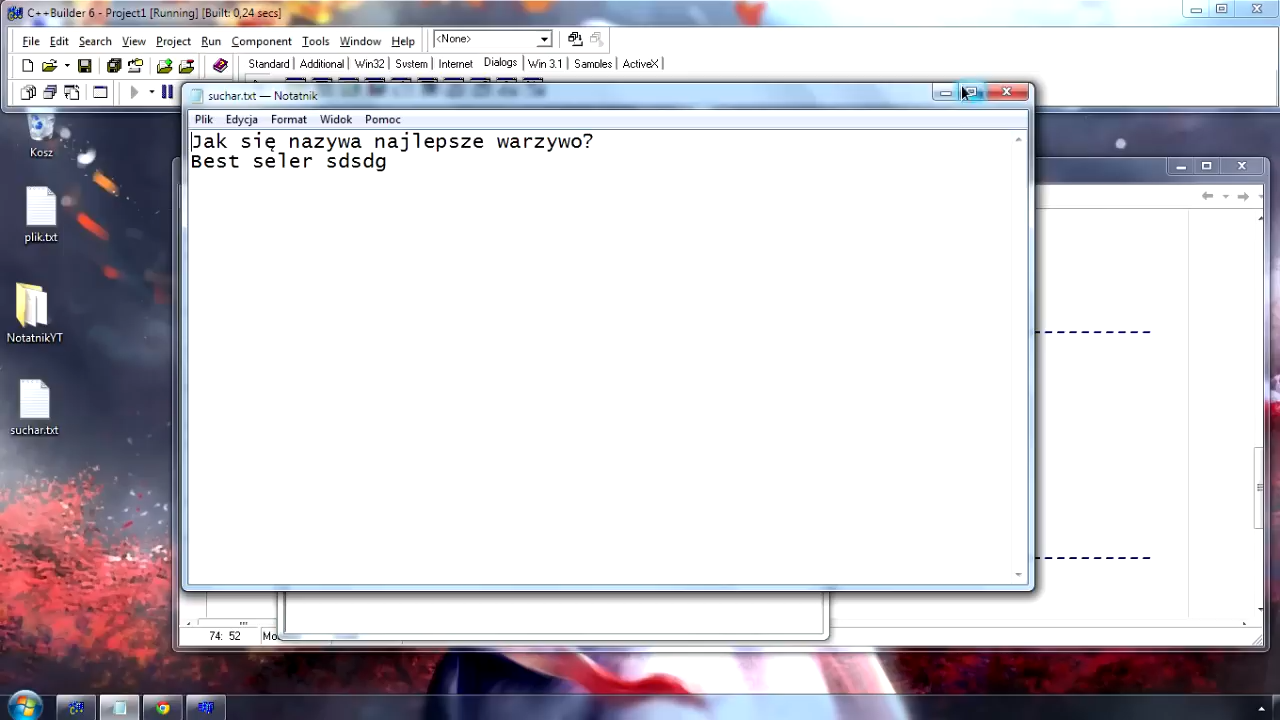 C++Builder 6 - Project1 [Running] [Built: 0,24 secs]
File Edit Search View Project Run Component Tools Window Help
<None>
Standard Additional Win32 System Internet Dialogs Win 3.1 Samples ActiveX
suchar.txt — Notatnik
Plik Edycja Format Widok Pomoc
Jak się nazywa najlepsze warzywo?
Best seler sdsdg
Kosz
plik.txt
NotatnikYT
suchar.txt
74: 52